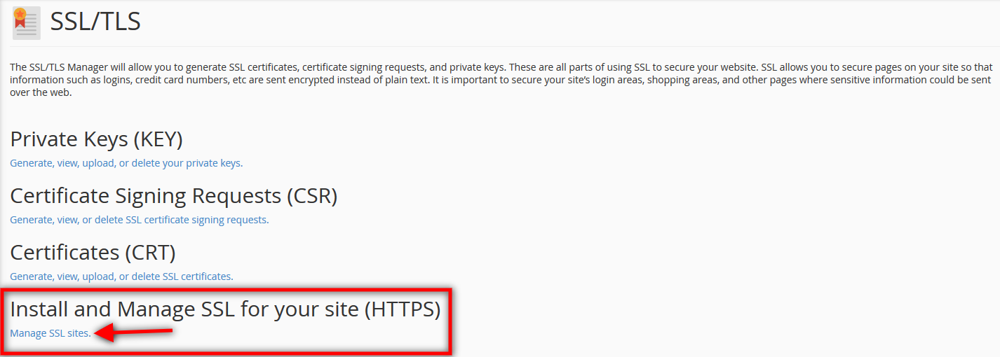 SSL/TLS
The SSL/TLS Manager will allow you to generate SSL certificates, certificate signing requests, and private keys. These are all parts of using SSL to secure your website. SSL allows you to secure pages on your site so that
information such as logins, credit card numbers, etc are sent encrypted instead of plain text. It is important to secure your site’s login areas, shopping areas, and other pages where sensitive information could be sent
over the web.
Private Keys (KEY)
Generate, view, upload, or delete your private keys.
Certificate Signing Requests (CSR)
Generate, view, or delete SSL certificate signing requests.
Certificates (CRT)
Generate, view, upload, or delete SSL certificates.
Install and Manage SSL for your site (HTTPS)
Manage SSL sites.